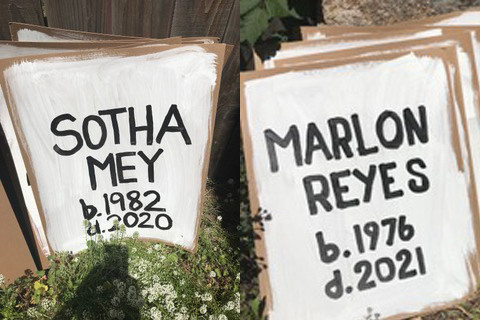 SOTHA
MEY
b.1982
d.2020
MARLON
REYES
b.1976
d.2021